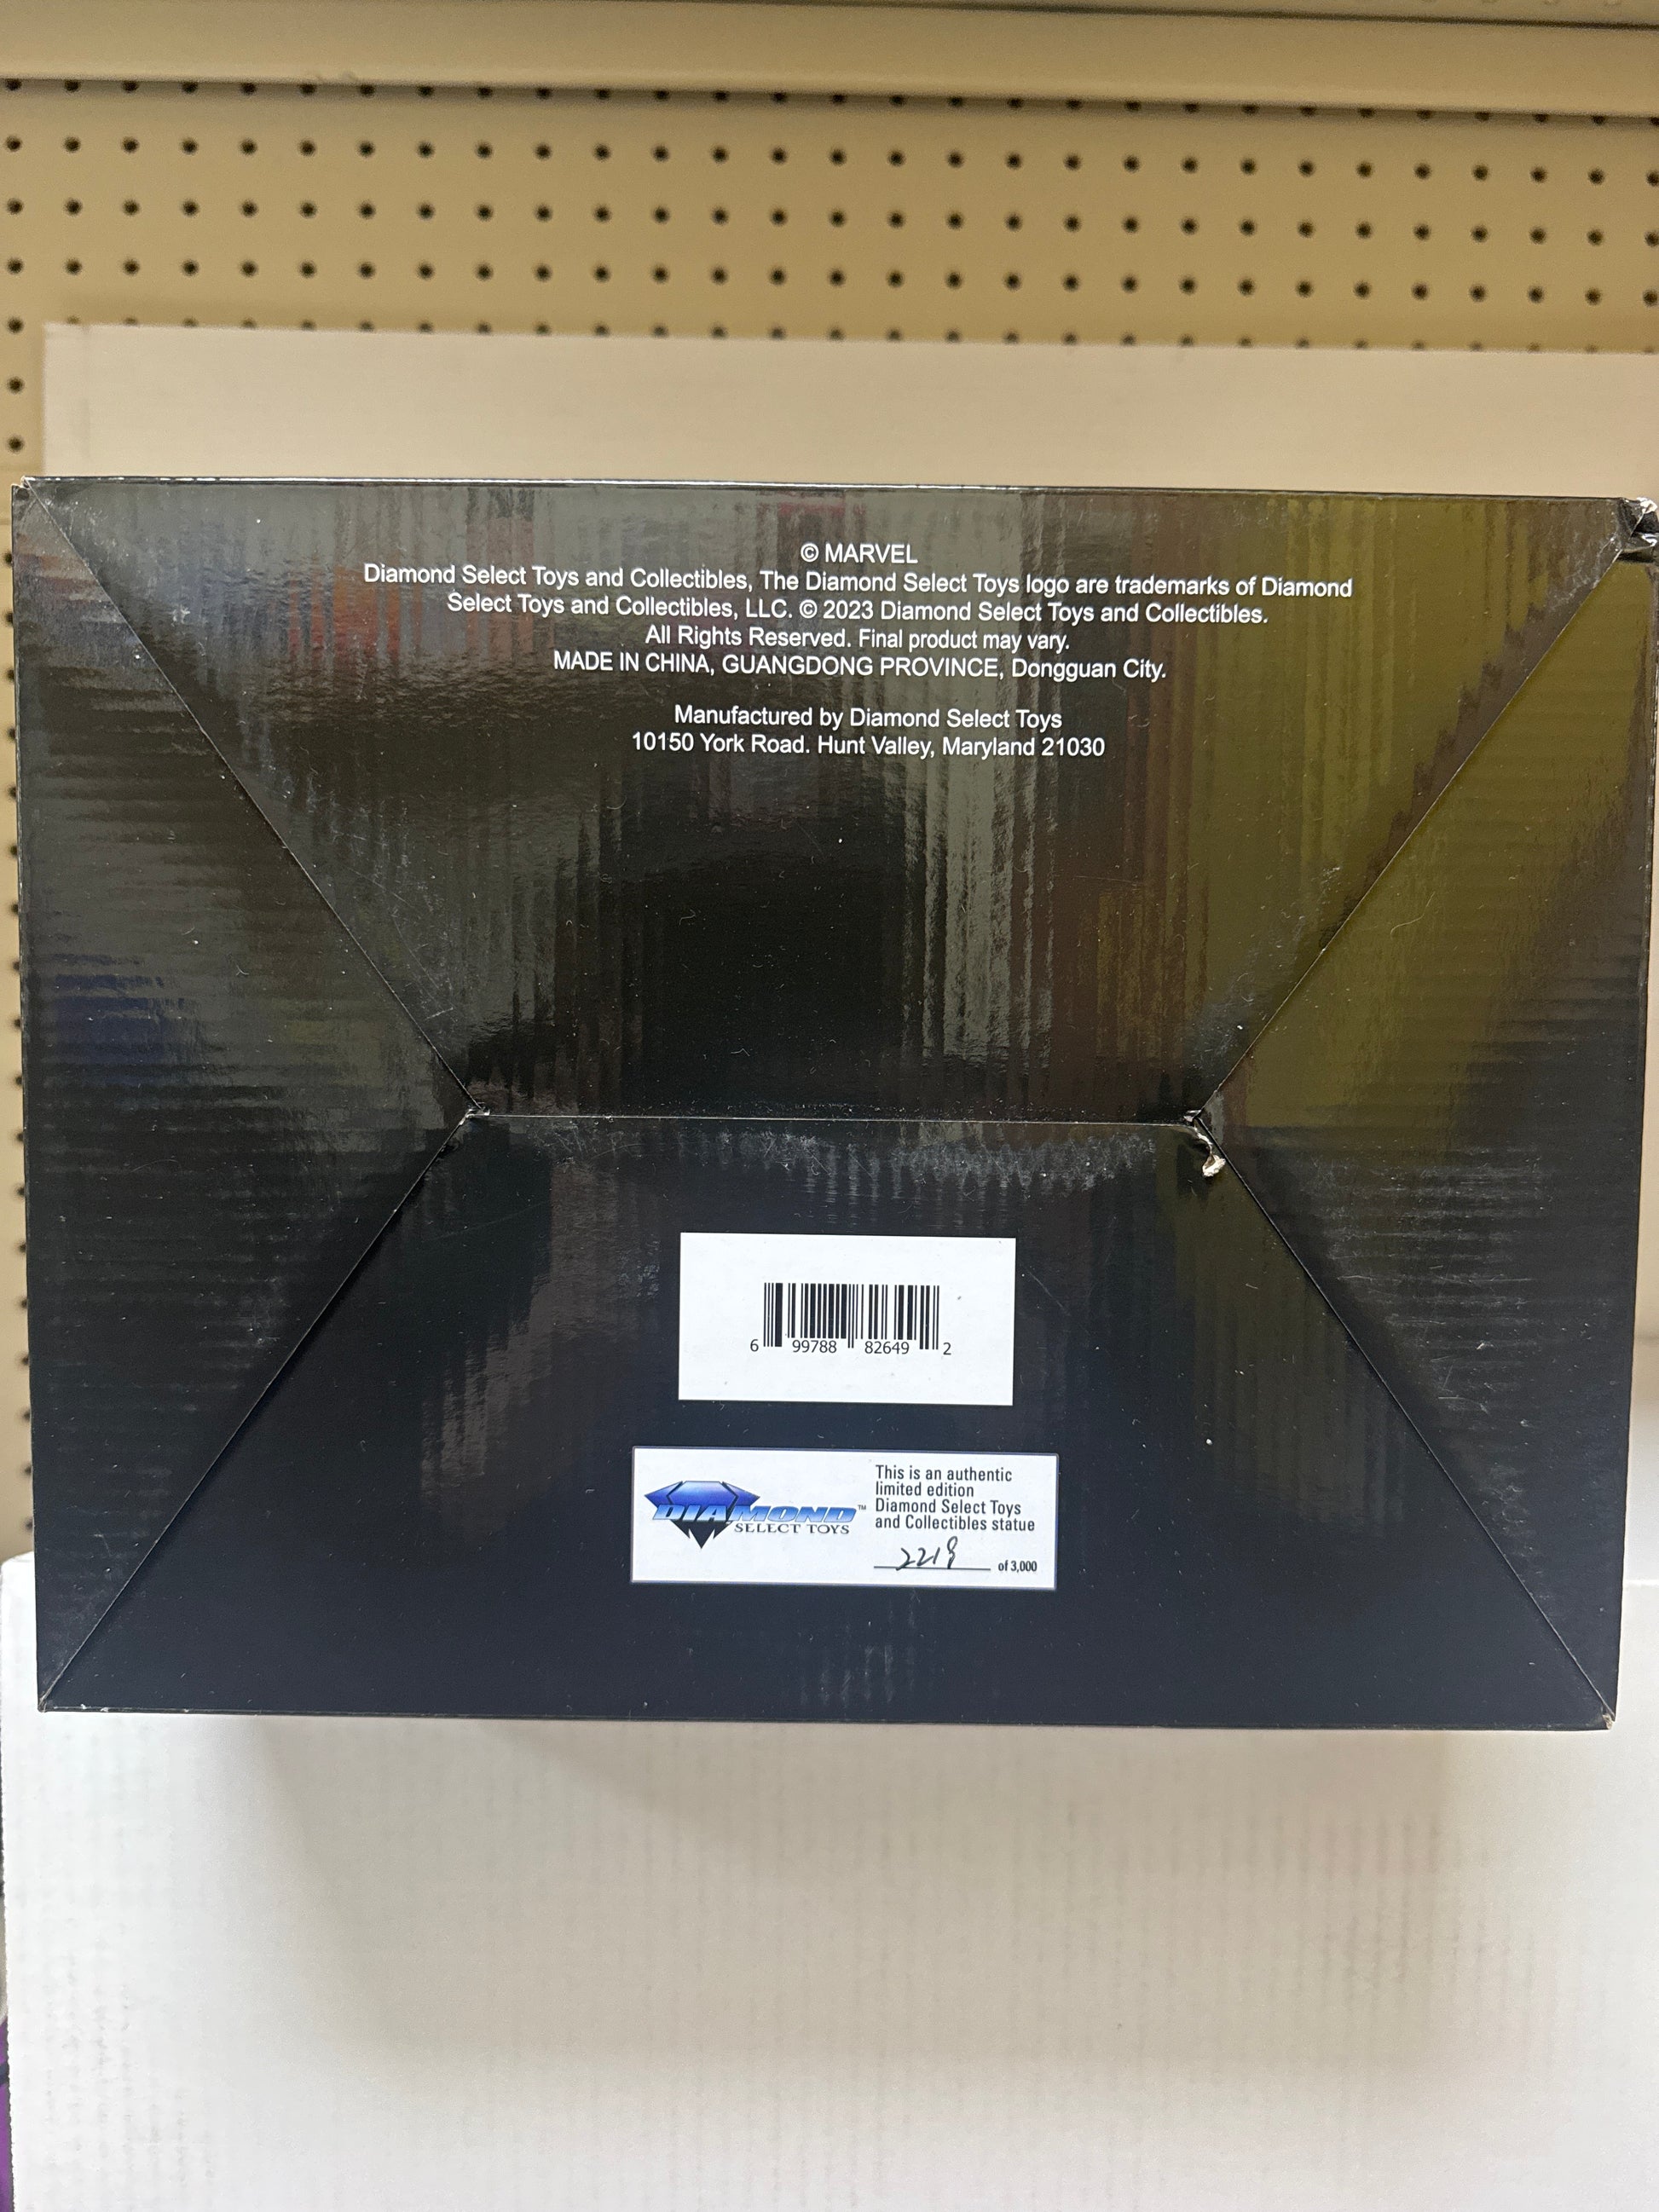 © MARVEL
Diamond Select Toys and Collectibles, The Diamond Select Toys logo are trademarks of Diamond
Select Toys and Collectibles, LLC. © 2023 Diamond Select Toys and Collectibles.
All Rights Reserved. Final product may vary.
MADE IN CHINA, GUANGDONG PROVINCE, Dongguan City.
Manufactured by Diamond Select Toys
10150 York Road. Hunt Valley, Maryland 21030
6 99788 82649 2
DIAMOND™
SELECT TOYS
This is an authentic
limited edition
Diamond Select Toys
and Collectibles statue
2219 of 3,000